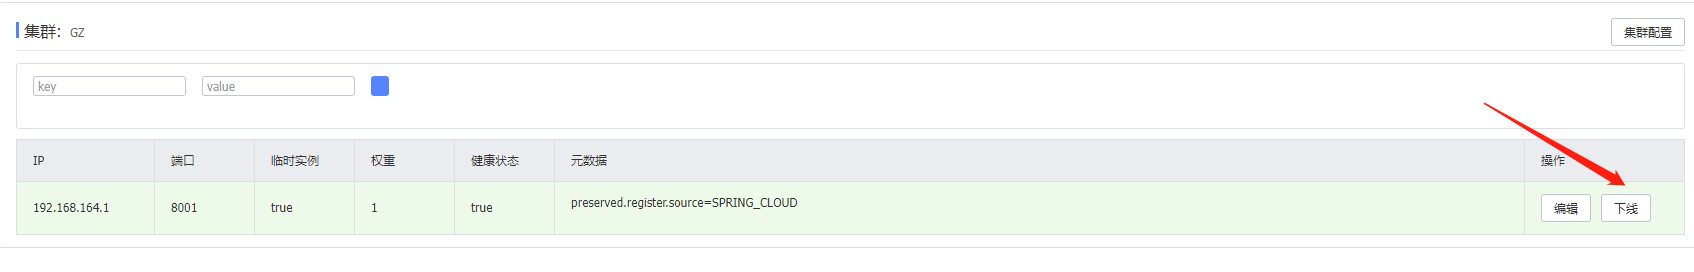 集群： GZ 集群配置
key value
IP 端口 临时实例 权重 健康状态 元数据 操作
192.168.164.1 8001 true 1 true preserved.register.source=SPRING_CLOUD 编辑 下线